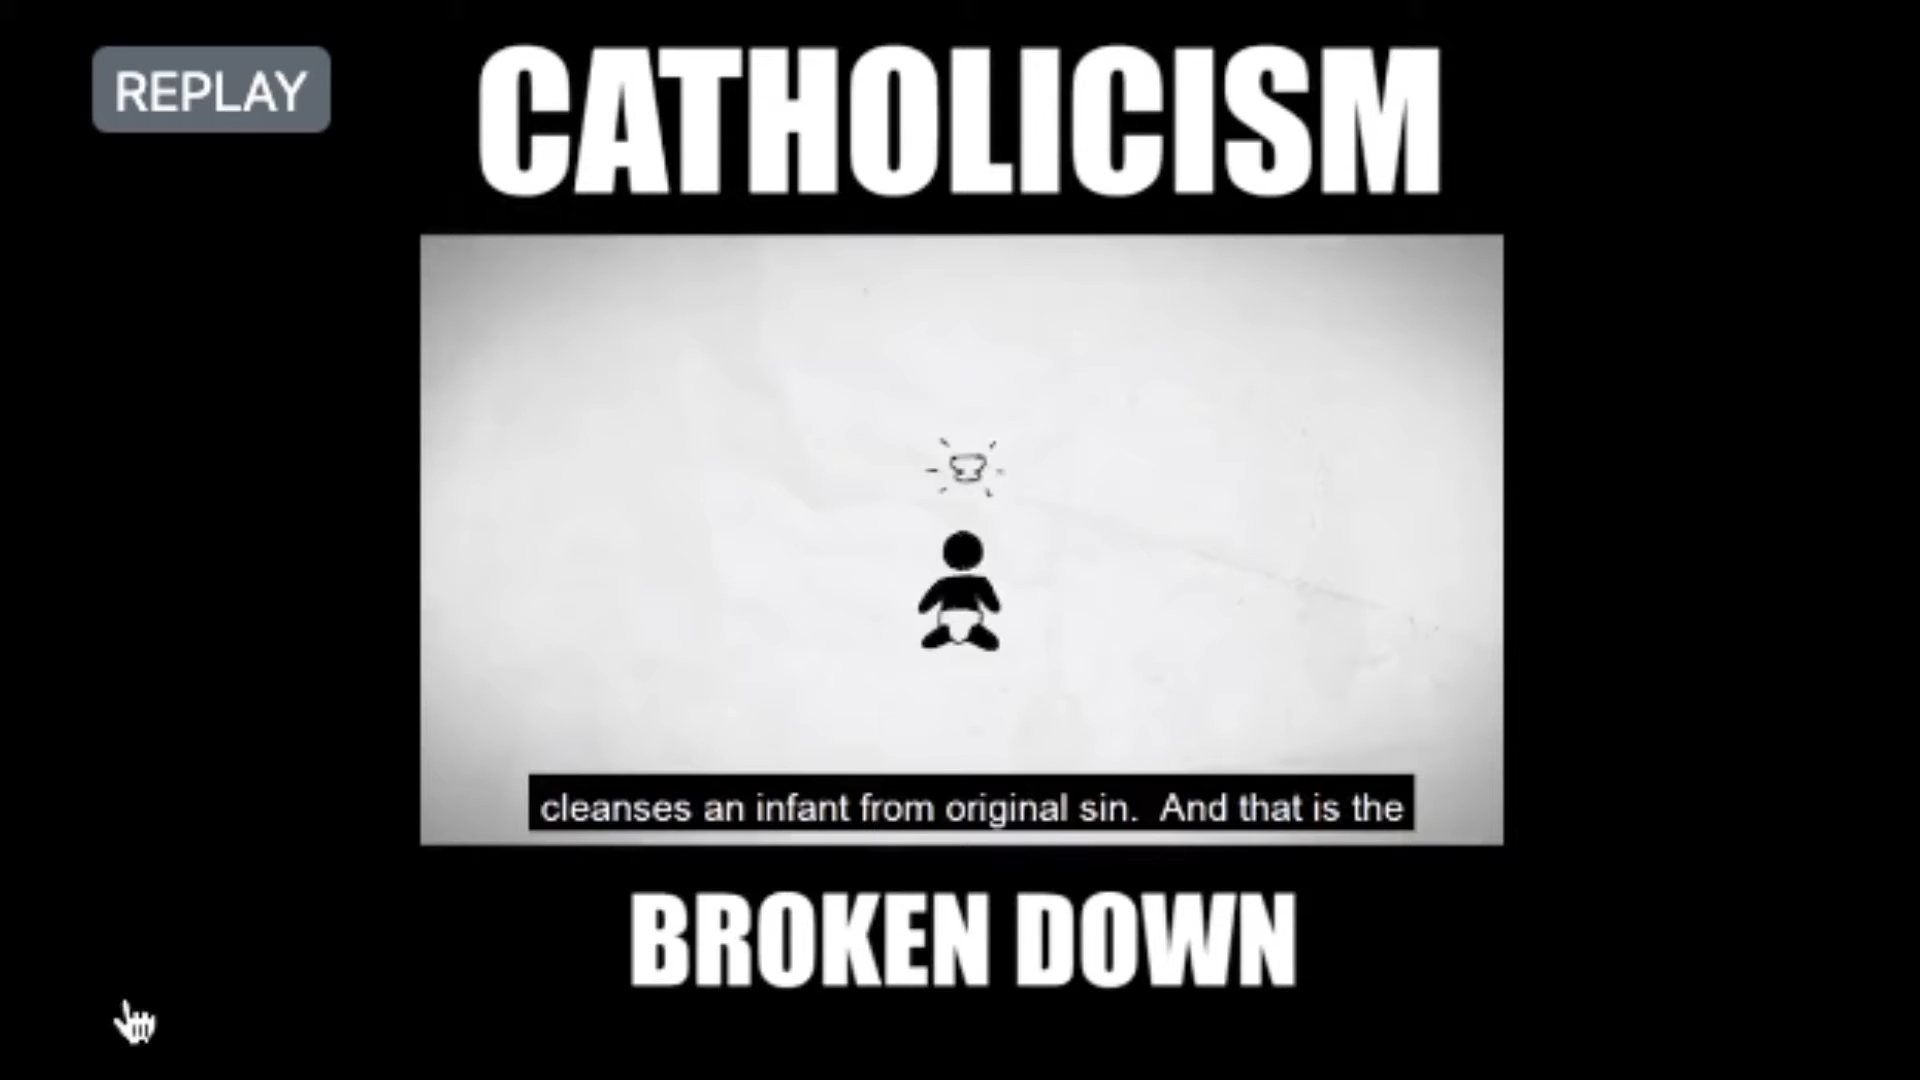 REPLAY
CATHOLICISM
cleanses an infant from original sin.  And that is the
BROKEN DOWN